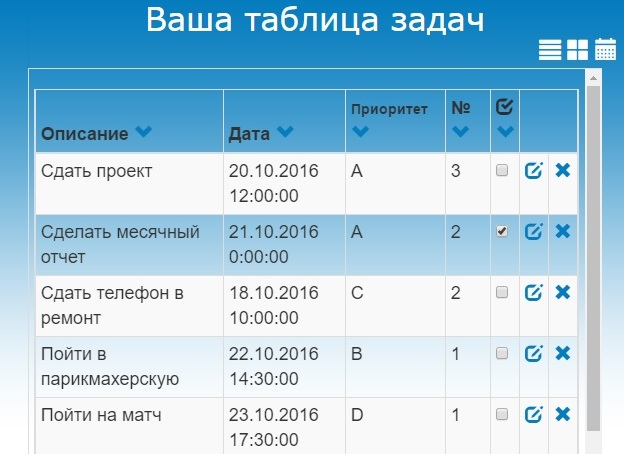 Ваша таблица задач
Описание Дата Приоритет №
Сдать проект 20.10.2016 A 3
12:00:00
Сделать месячный 21.10.2016 A 2
отчет 0:00:00
Сдать телефон в 18.10.2016 C 2
ремонт 10:00:00
Пойти в 22.10.2016 B 1
парикмахерскую 14:30:00
Пойти на матч 23.10.2016 D 1
17:30:00